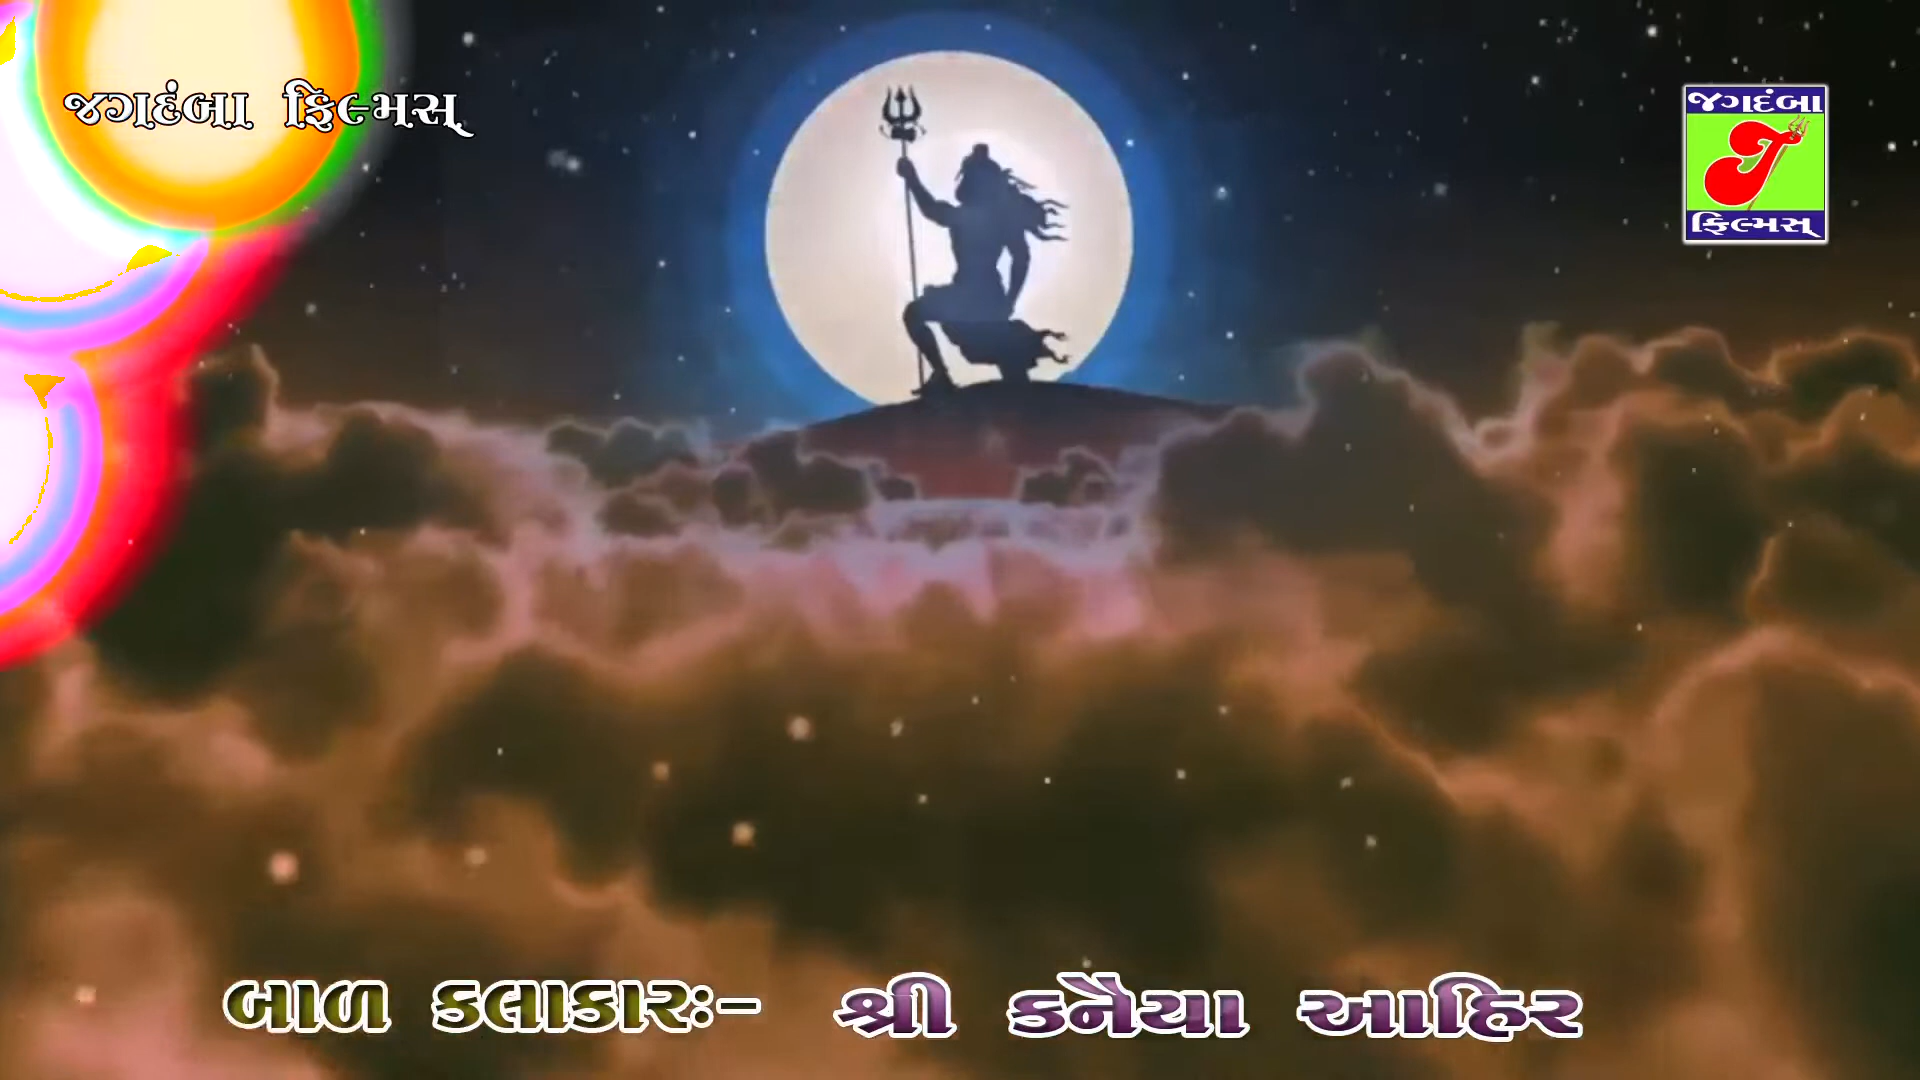 જગદંબા ફિલ્મસ્
જગદંબા
ફિલ્મસ્
બાળ કલાકારઃ- શ્રી કનૈયા આહિર